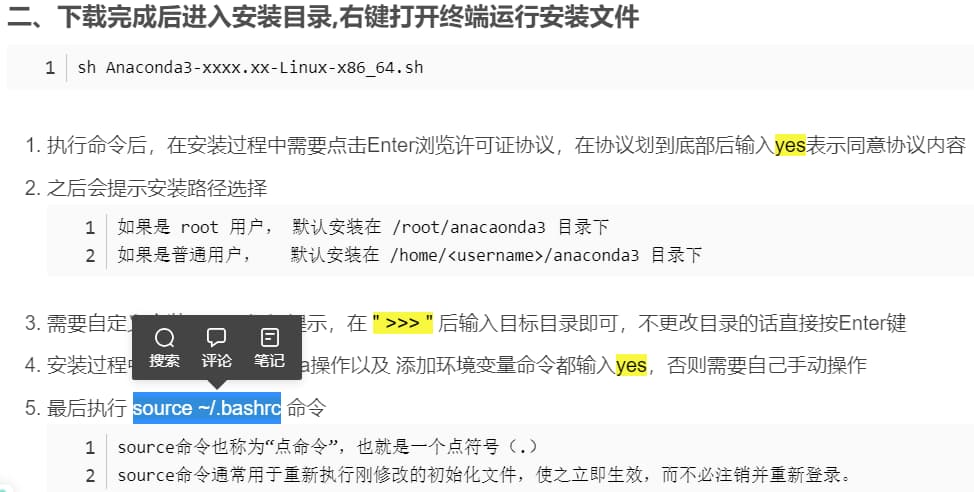 二、下载完成后进入安装目录,右键打开终端运行安装文件
1 sh Anaconda3-xxxx.xx-Linux-x86_64.sh
1. 执行命令后，在安装过程中需要点击Enter浏览许可证协议，在协议划到底部后输入yes表示同意协议内容
2. 之后会提示安装路径选择
1 如果是 root 用户， 默认安装在 /root/anacaonda3 目录下
2 如果是普通用户， 默认安装在 /home/<username>/anaconda3 目录下
3. 需要自定 示，在 " >>> " 后输入目标目录即可，不更改目录的话直接按Enter键
搜索 评论 笔记
4. 安装过程 a操作以及 添加环境变量命令都输入yes，否则需要自己手动操作
5. 最后执行 source ~/.bashrc 命令
1 source命令也称为“点命令”，也就是一个点符号（.）
2 source命令通常用于重新执行刚修改的初始化文件，使之立即生效，而不必注销并重新登录。